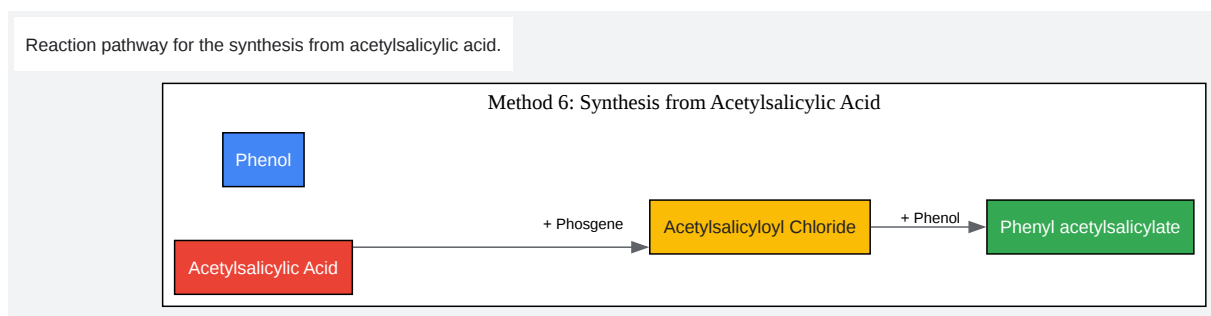 Reaction pathway for the synthesis from acetylsalicylic acid.
Method 6: Synthesis from Acetylsalicylic Acid
Phenol
Acetylsalicylic Acid
+ Phosgene
Acetylsalicyloyl Chloride
+ Phenol
Phenyl acetylsalicylate